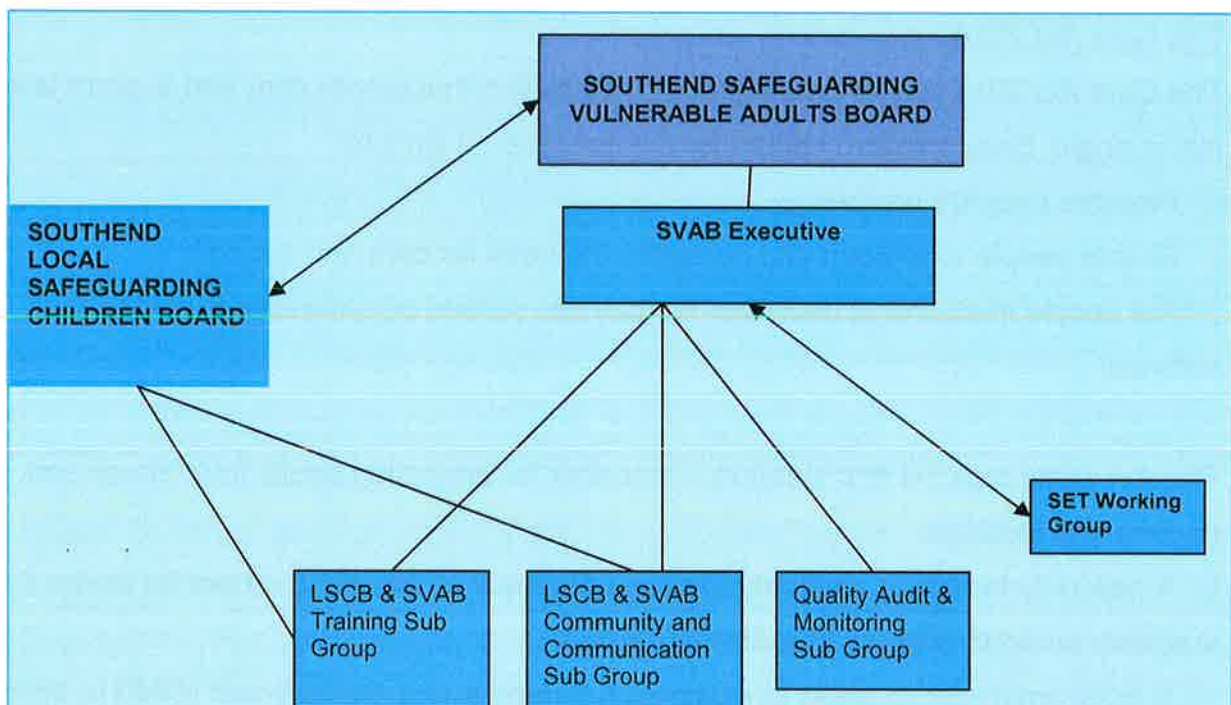 SOUTHEND SAFEGUARDING
VULNERABLE ADULTS BOARD
SOUTHEND
LOCAL
SAFEGUARDING
CHILDREN BOARD
SVAB Executive
SET Working
Group
LSCB & SVAB
Training Sub
Group
LSCB & SVAB
Community and
Communication
Sub Group
Quality Audit &
Monitoring
Sub Group